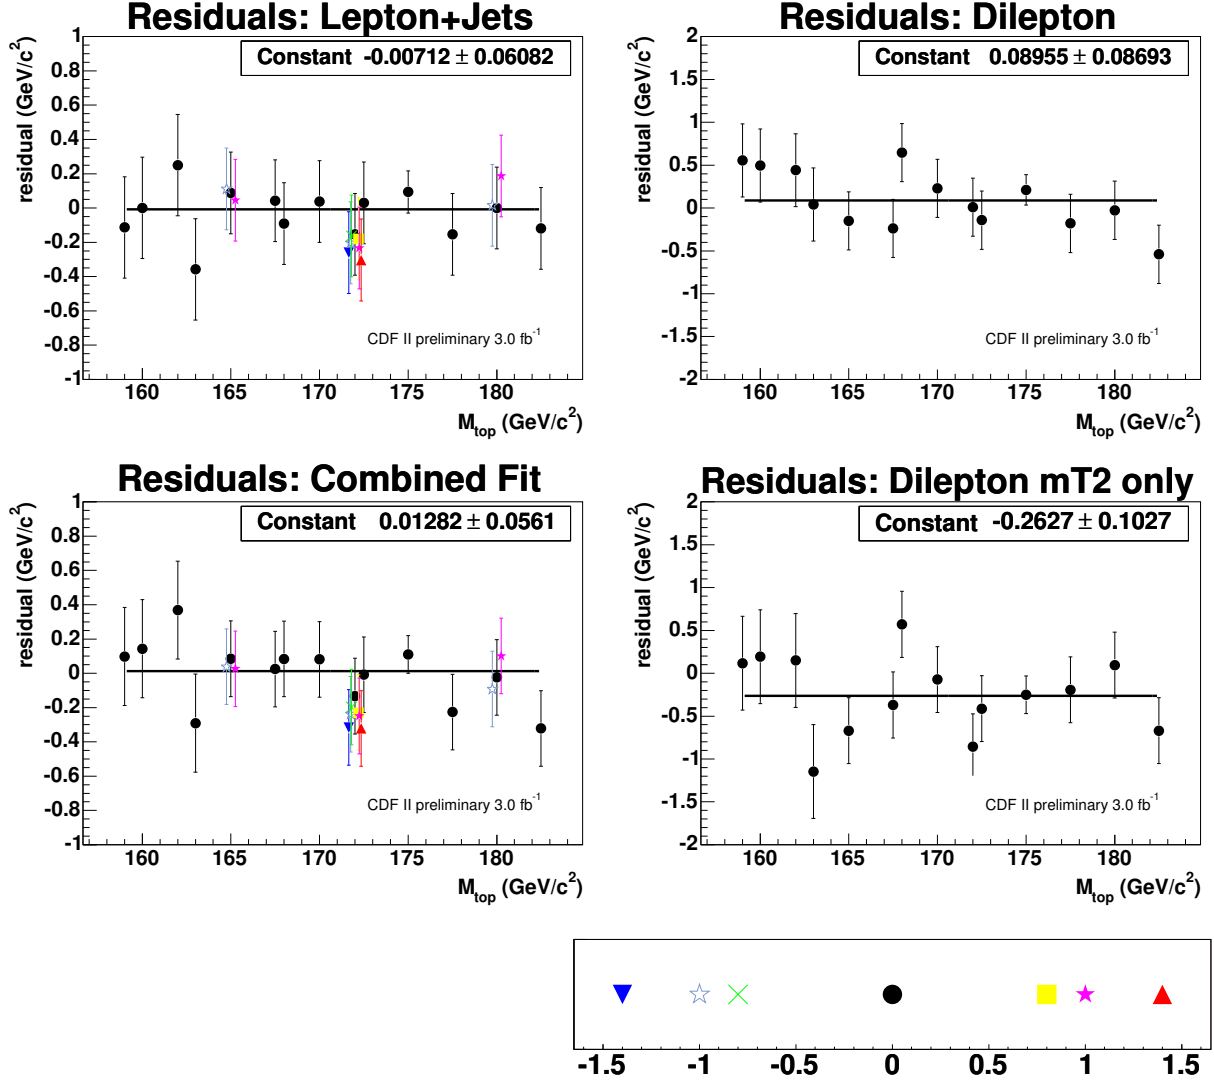 Residuals: Lepton+Jets
Constant -0.00712 ± 0.06082
residual (GeV/c²)
1
0.8
0.6
0.4
0.2
0
-0.2
-0.4
-0.6
-0.8
-1
CDF II preliminary 3.0 fb⁻¹
160 165 170 175 180
M_top (GeV/c²)
Residuals: Dilepton
Constant 0.08955 ± 0.08693
residual (GeV/c²)
2
1.5
1
0.5
0
-0.5
-1
-1.5
-2
CDF II preliminary 3.0 fb⁻¹
160 165 170 175 180
M_top (GeV/c²)
Residuals: Combined Fit
Constant 0.01282 ± 0.0561
residual (GeV/c²)
1
0.8
0.6
0.4
0.2
0
-0.2
-0.4
-0.6
-0.8
-1
CDF II preliminary 3.0 fb⁻¹
160 165 170 175 180
M_top (GeV/c²)
Residuals: Dilepton mT2 only
Constant -0.2627 ± 0.1027
residual (GeV/c²)
2
1.5
1
0.5
0
-0.5
-1
-1.5
-2
CDF II preliminary 3.0 fb⁻¹
160 165 170 175 180
M_top (GeV/c²)
-1.5 -1 -0.5 0 0.5 1 1.5